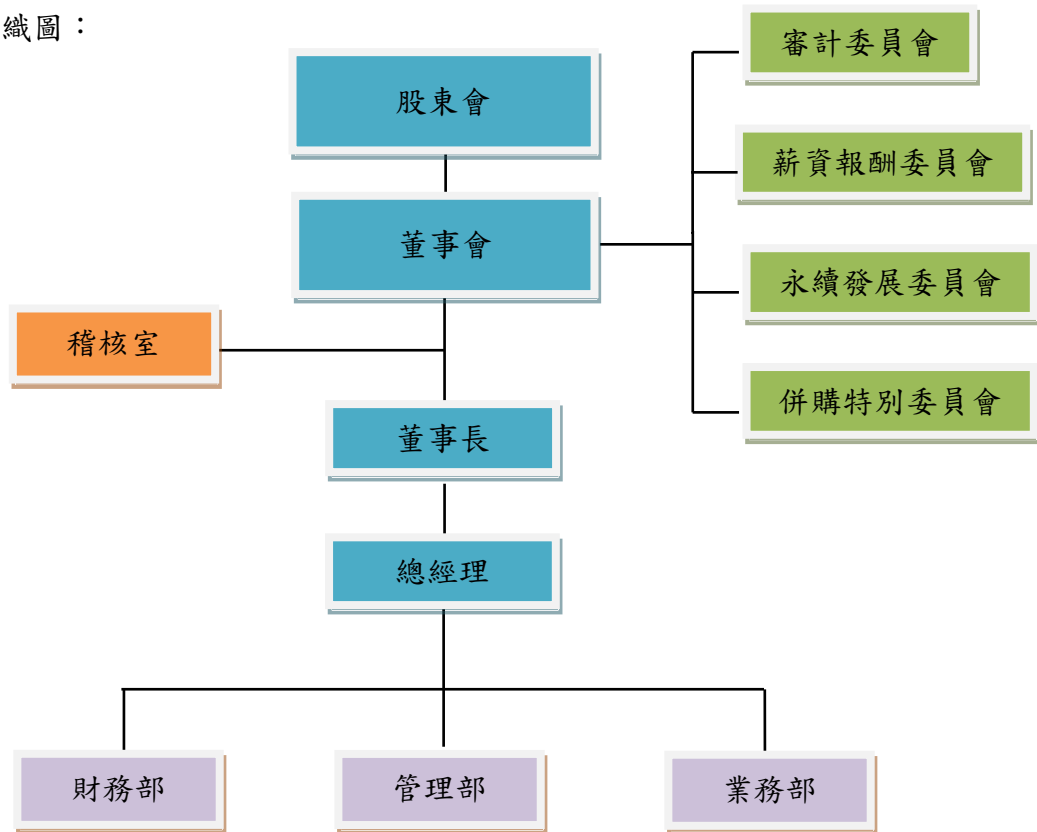 織圖：
審計委員會
股東會
薪資報酬委員會
董事會
永續發展委員會
稽核室
併購特別委員會
董事長
總經理
財務部
管理部
業務部